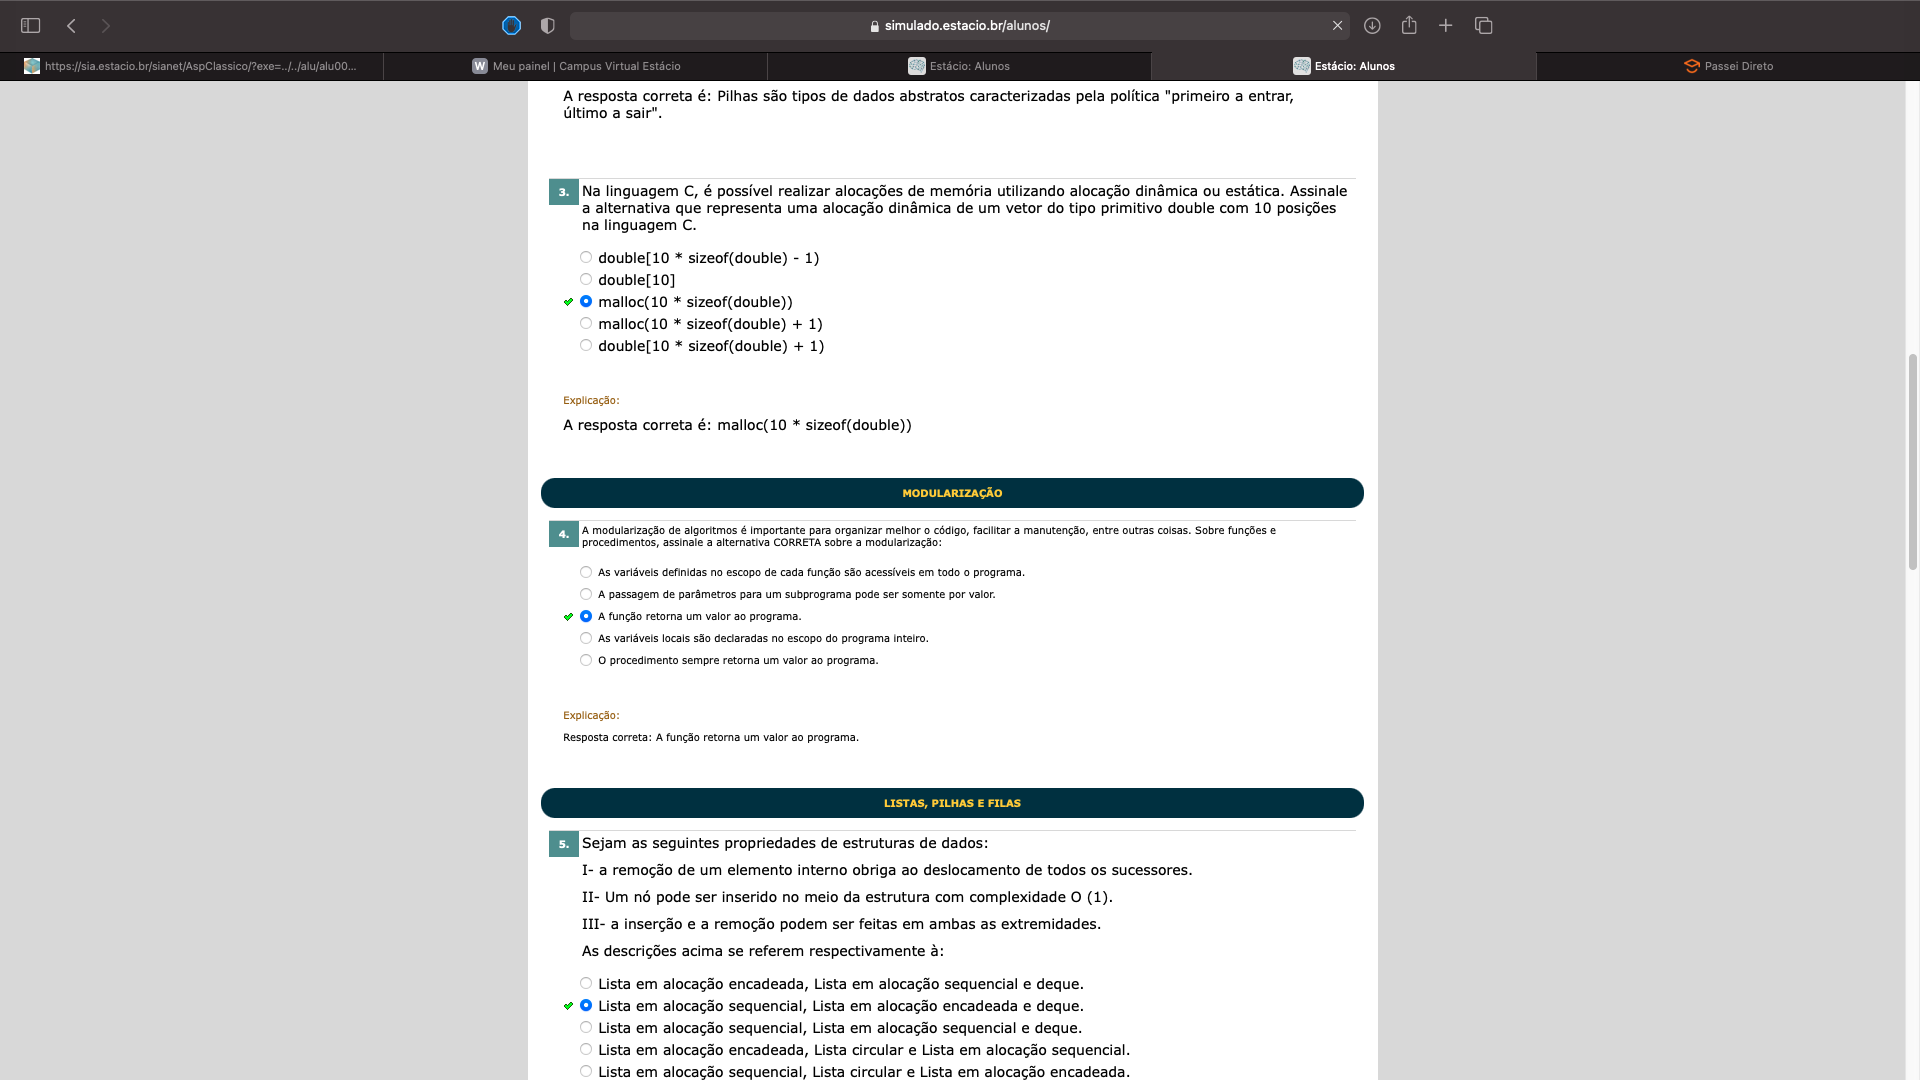 simulado.estacio.br/alunos/
https://sia.estacio.br/sianet/AspClassico/?exe=../../alu/alu00...
Meu painel | Campus Virtual Estácio
Estácio: Alunos
Estácio: Alunos
Passei Direto
A resposta correta é: Pilhas são tipos de dados abstratos caracterizadas pela política "primeiro a entrar,
último a sair".
3.
Na linguagem C, é possível realizar alocações de memória utilizando alocação dinâmica ou estática. Assinale
a alternativa que representa uma alocação dinâmica de um vetor do tipo primitivo double com 10 posições
na linguagem C.
double[10 * sizeof(double) - 1)
double[10]
malloc(10 * sizeof(double))
malloc(10 * sizeof(double) + 1)
double[10 * sizeof(double) + 1)
Explicação:
A resposta correta é: malloc(10 * sizeof(double))
MODULARIZAÇÃO
4.
A modularização de algoritmos é importante para organizar melhor o código, facilitar a manutenção, entre outras coisas. Sobre funções e
procedimentos, assinale a alternativa CORRETA sobre a modularização:
As variáveis definidas no escopo de cada função são acessíveis em todo o programa.
A passagem de parâmetros para um subprograma pode ser somente por valor.
A função retorna um valor ao programa.
As variáveis locais são declaradas no escopo do programa inteiro.
O procedimento sempre retorna um valor ao programa.
Explicação:
Resposta correta: A função retorna um valor ao programa.
LISTAS, PILHAS E FILAS
5.
Sejam as seguintes propriedades de estruturas de dados:
I- a remoção de um elemento interno obriga ao deslocamento de todos os sucessores.
II- Um nó pode ser inserido no meio da estrutura com complexidade O (1).
III- a inserção e a remoção podem ser feitas em ambas as extremidades.
As descrições acima se referem respectivamente à:
Lista em alocação encadeada, Lista em alocação sequencial e deque.
Lista em alocação sequencial, Lista em alocação encadeada e deque.
Lista em alocação sequencial, Lista em alocação sequencial e deque.
Lista em alocação encadeada, Lista circular e Lista em alocação sequencial.
Lista em alocação sequencial, Lista circular e Lista em alocação encadeada.